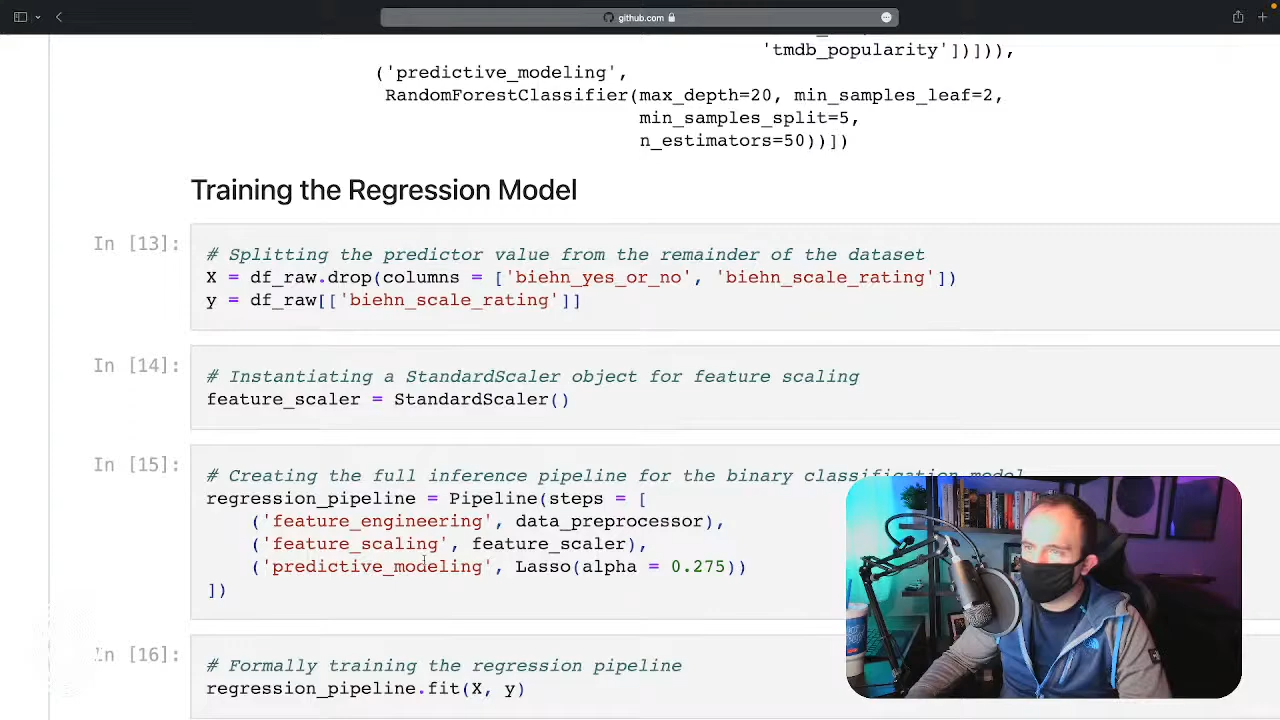 github.com
'tmdb_popularity'])])),
('predictive_modeling',
RandomForestClassifier(max_depth=20, min_samples_leaf=2,
min_samples_split=5,
n_estimators=50))])
Training the Regression Model
In [13]:
# Splitting the predictor value from the remainder of the dataset
X = df_raw.drop(columns = ['biehn_yes_or_no', 'biehn_scale_rating'])
y = df_raw[['biehn_scale_rating']]
In [14]:
# Instantiating a StandardScaler object for feature scaling
feature_scaler = StandardScaler()
In [15]:
# Creating the full inference pipeline for the binary classification model
regression_pipeline = Pipeline(steps = [
('feature_engineering', data_preprocessor),
('feature_scaling', feature_scaler),
('predictive_modeling', Lasso(alpha = 0.275))
])
In [16]:
# Formally training the regression pipeline
regression_pipeline.fit(X, y)